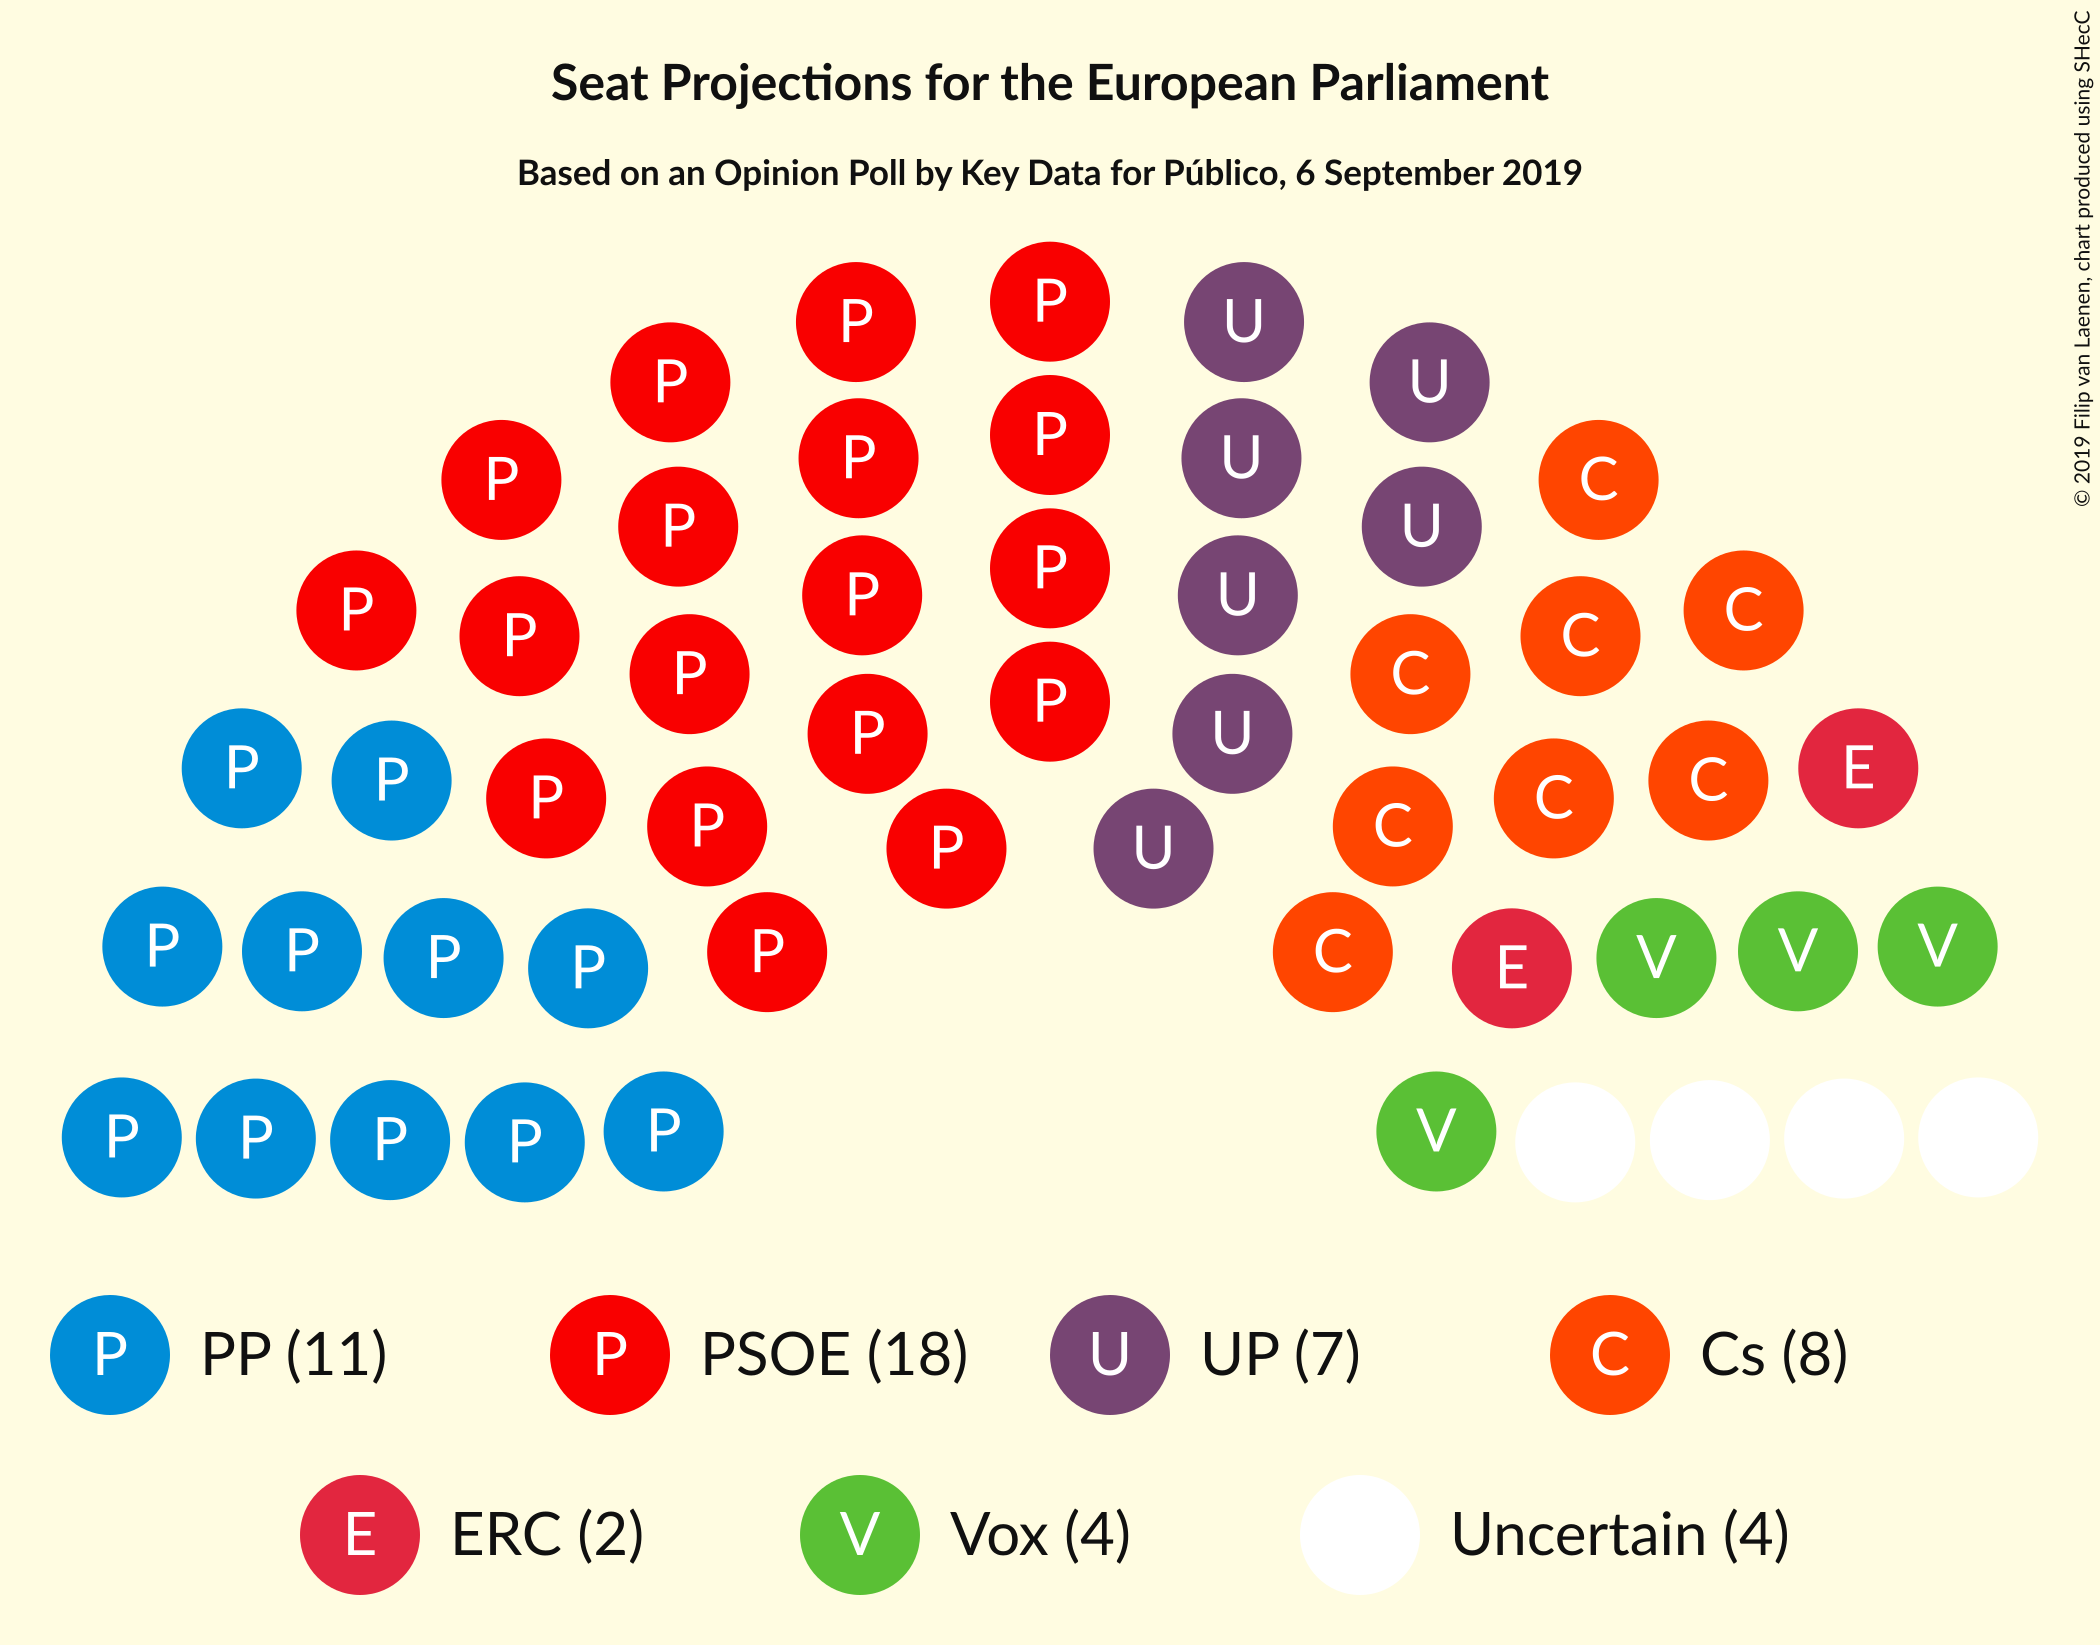 Seat Projections for the European Parliament
Based on an Opinion Poll by Key Data for Público, 6 September 2019
© 2019 Filip van Laenen, chart produced using SHecC
P
P P U U
P P U U
P P P U U C
P P P U C C
P P P P C C
P P P U C C C E
P P P U C
P P P P P C E V V V
P P P P P V
P PP (11) P PSOE (18) U UP (7) C Cs (8)
E ERC (2) V Vox (4) Uncertain (4)